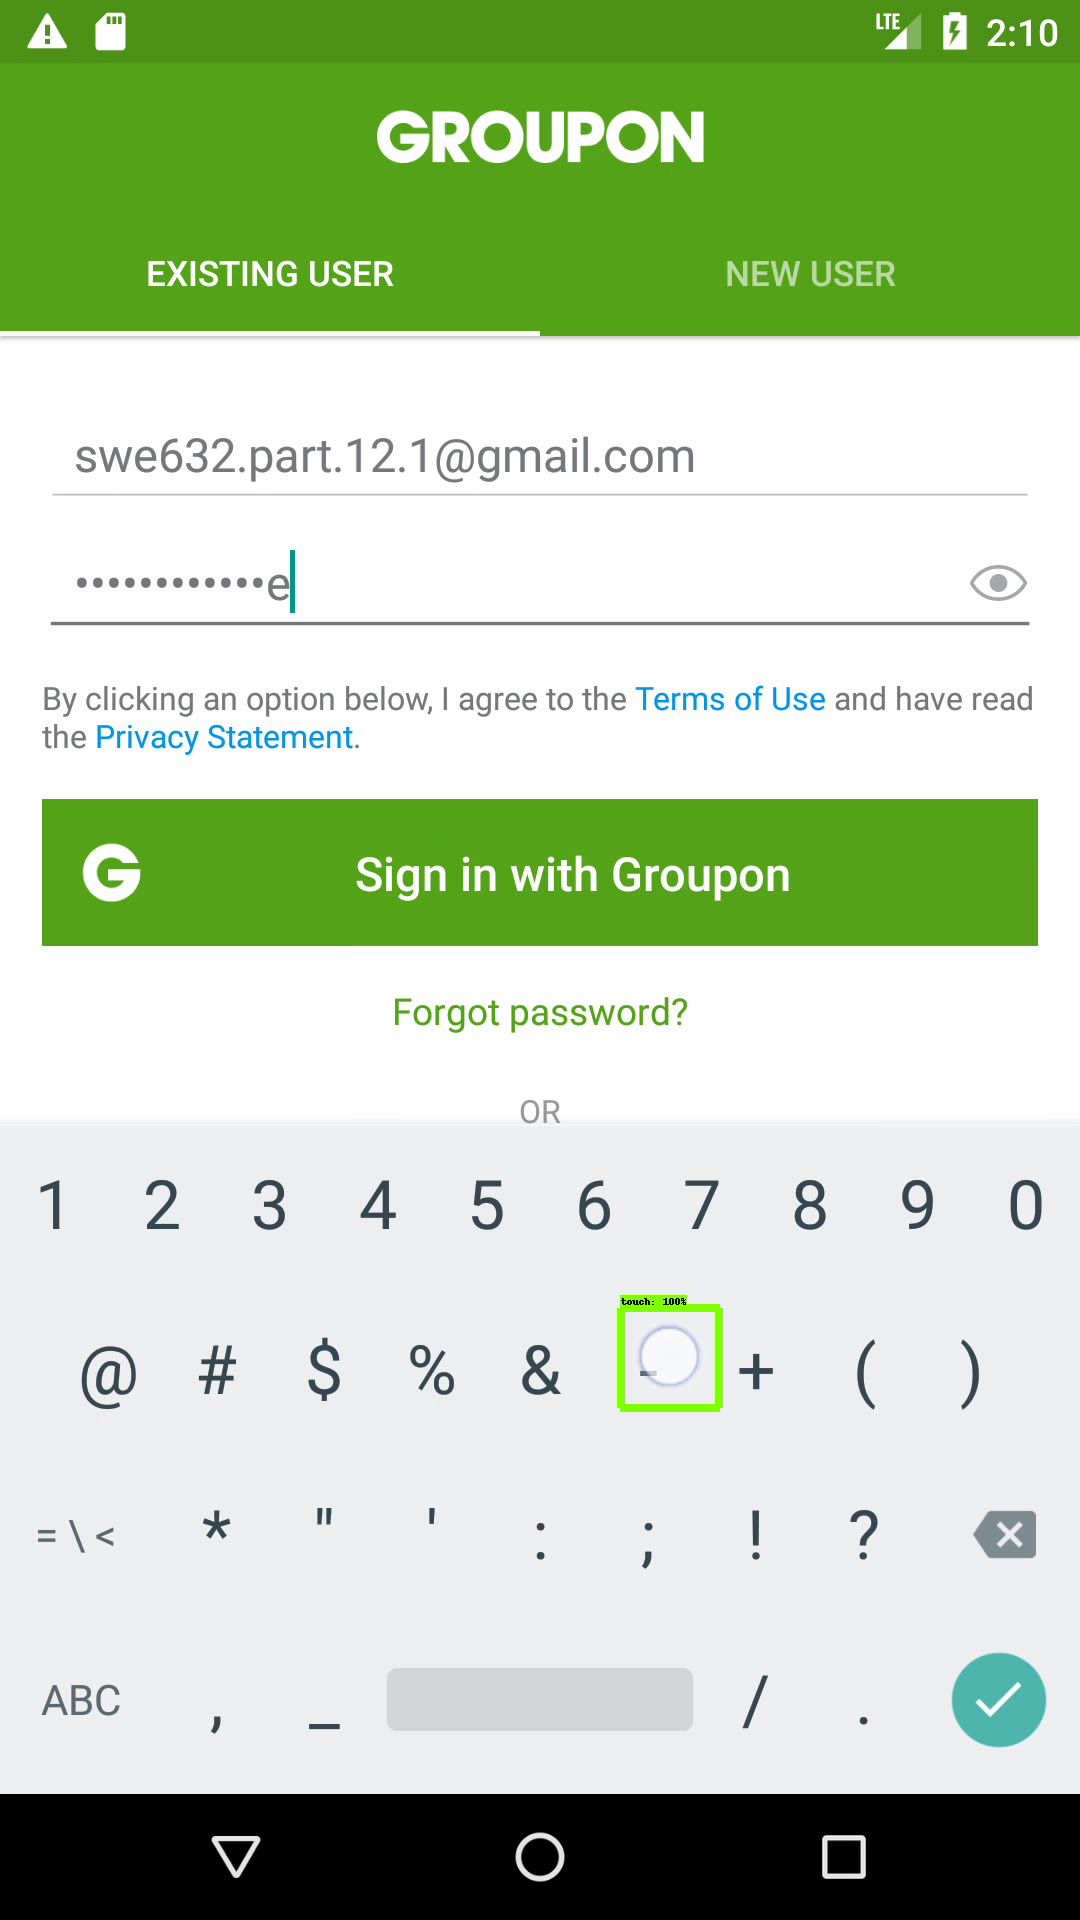 LTE 2:10
GROUPON
EXISTING USER NEW USER
swe632.part.12.1@gmail.com
••••••••••••e
By clicking an option below, I agree to the Terms of Use and have read
the Privacy Statement.
G Sign in with Groupon
Forgot password?
OR
1 2 3 4 5 6 7 8 9 0
touch: 100%
@ # $ % & - + ( )
= \ < * " ' : ; ! ?
ABC , _ / .